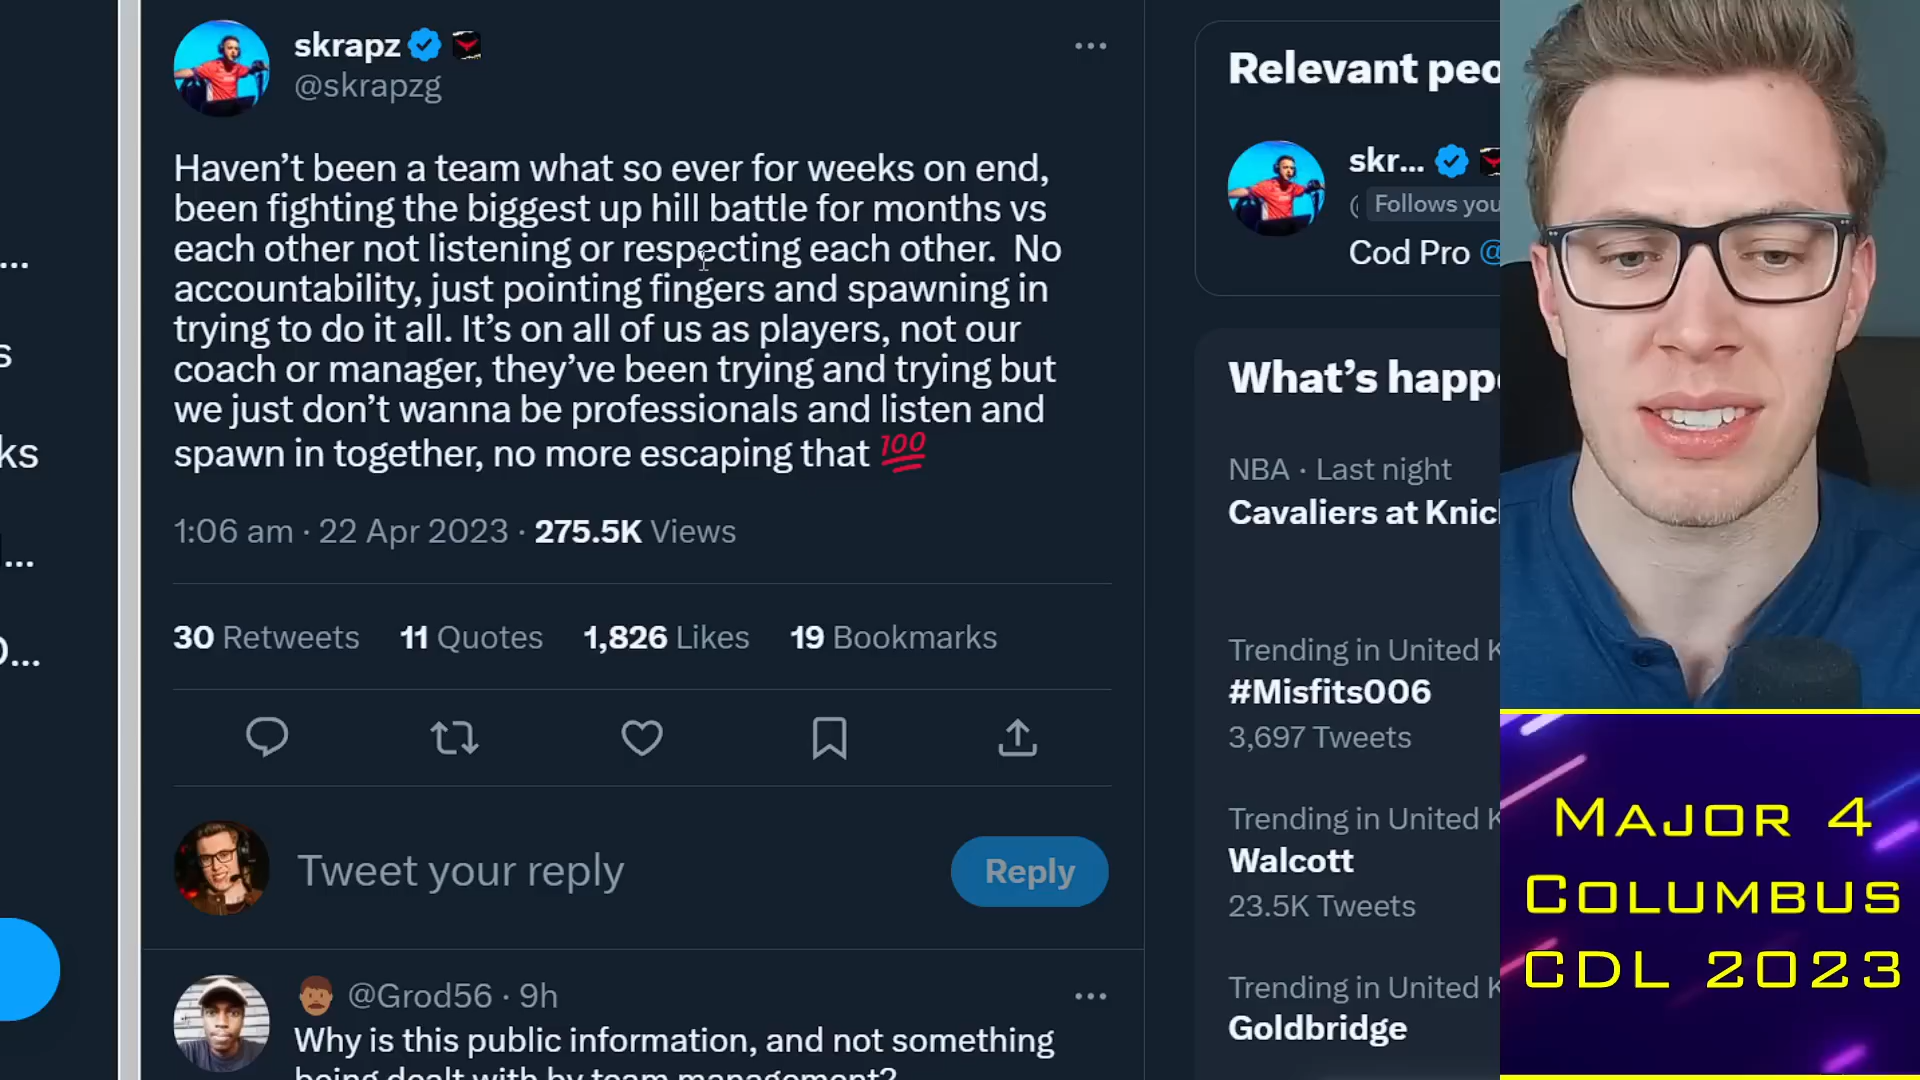 skrapz
@skrapzg
Haven’t been a team what so ever for weeks on end,
been fighting the biggest up hill battle for months vs
each other not listening or respecting each other.  No
accountability, just pointing fingers and spawning in
trying to do it all. It’s on all of us as players, not our
coach or manager, they’ve been trying and trying but
we just don’t wanna be professionals and listen and
spawn in together, no more escaping that 💯
1:06 am · 22 Apr 2023 · 275.5K Views
30 Retweets 11 Quotes 1,826 Likes 19 Bookmarks
Tweet your reply
Reply
@Grod56 · 9h
Why is this public information, and not something
being dealt with by team management?
Relevant peo
skr...
Follows you
Cod Pro @
What’s happe
NBA · Last night
Cavaliers at Knic
Trending in United K
#Misfits006
3,697 Tweets
Trending in United K
Walcott
23.5K Tweets
Trending in United K
Goldbridge
Major 4
Columbus
CDL 2023